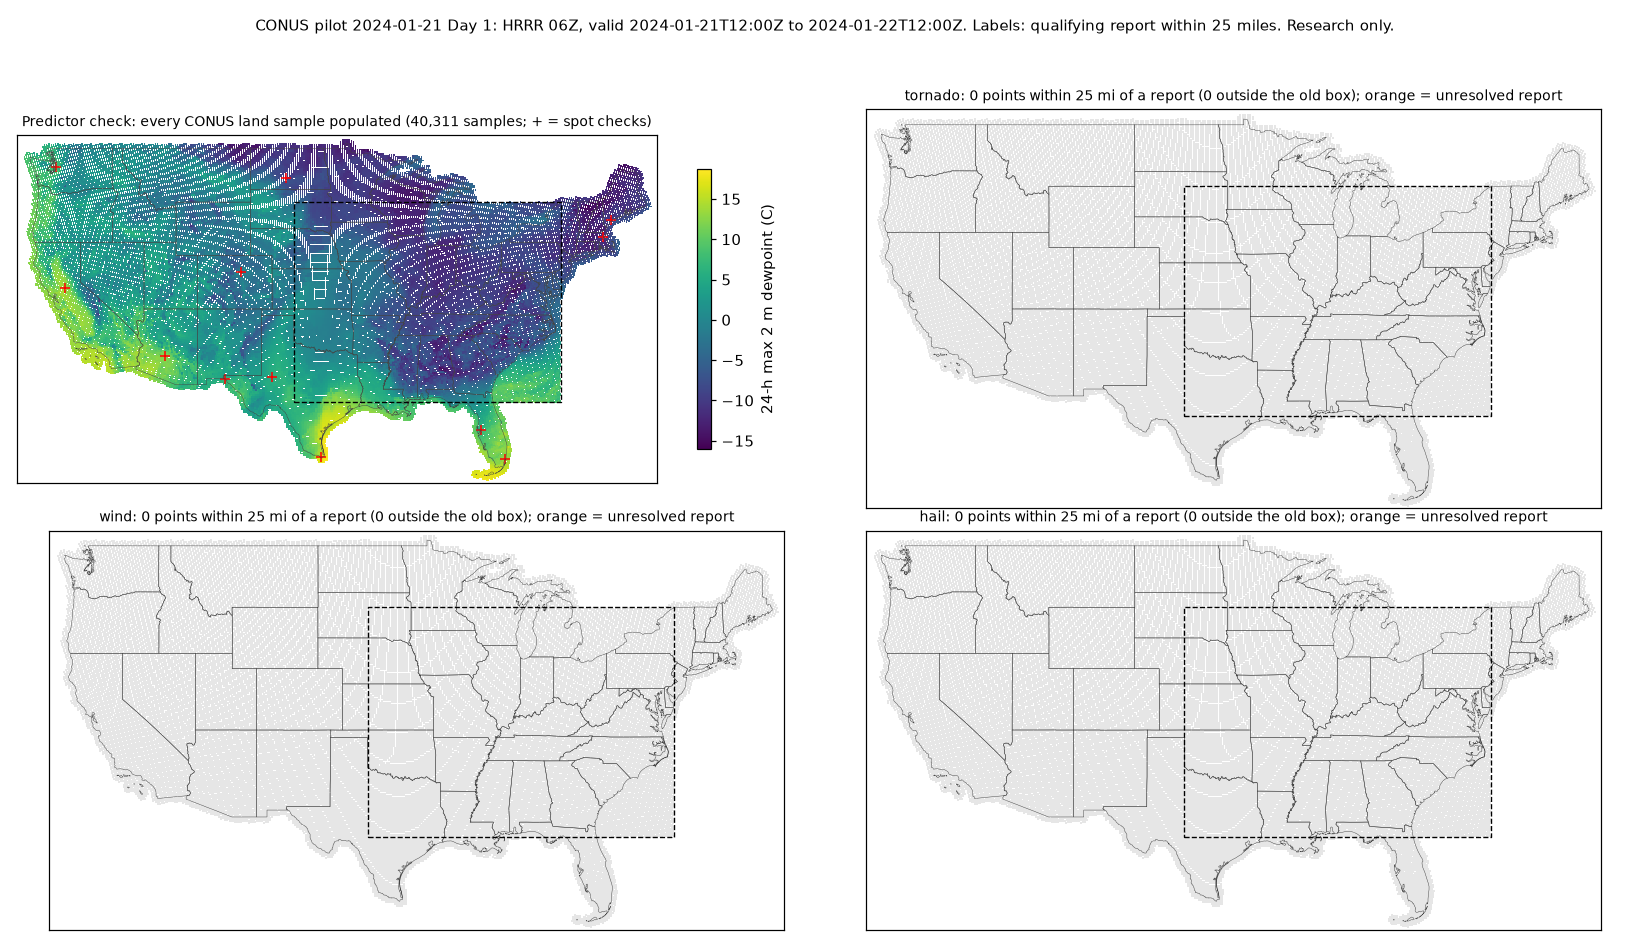 CONUS pilot 2024-01-21 Day 1: HRRR 06Z, valid 2024-01-21T12:00Z to 2024-01-22T12:00Z. Labels: qualifying report within 25 miles. Research only.
Predictor check: every CONUS land sample populated (40,311 samples; + = spot checks)
15
10
5
0
−5
−10
−15
24-h max 2 m dewpoint (C)
tornado: 0 points within 25 mi of a report (0 outside the old box); orange = unresolved report
wind: 0 points within 25 mi of a report (0 outside the old box); orange = unresolved report
hail: 0 points within 25 mi of a report (0 outside the old box); orange = unresolved report